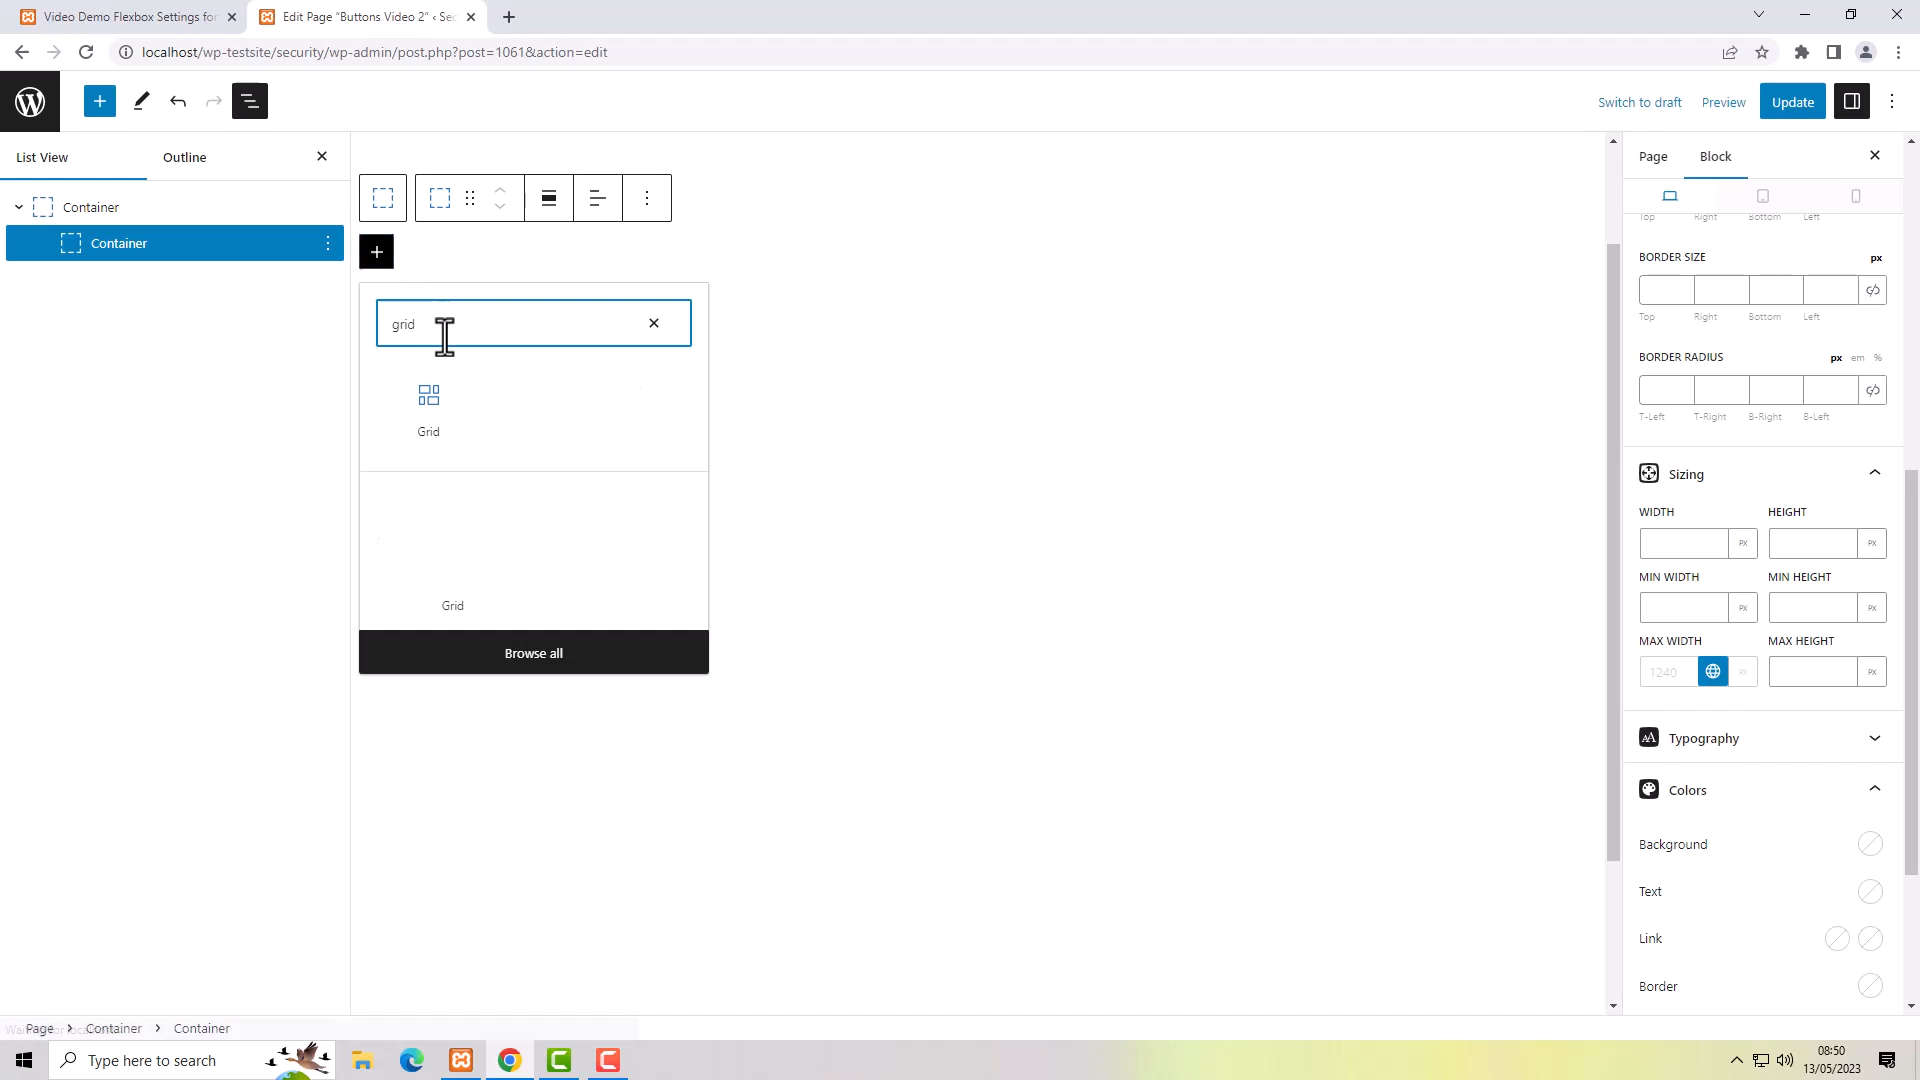 Video Demo Flexbox Settings for
Edit Page “Buttons Video 2” ‹ Sec
localhost/wp-testsite/security/wp-admin/post.php?post=1061&action=edit
Switch to draft
Preview
Update
List View
Outline
Container
Container
grid
Grid
Grid
Browse all
Page
Block
Top Right Bottom Left
BORDER SIZE
px
Top Right Bottom Left
BORDER RADIUS
px em %
T-Left T-Right B-Right B-Left
Sizing
WIDTH HEIGHT
PX PX
MIN WIDTH MIN HEIGHT
PX PX
MAX WIDTH MAX HEIGHT
1240 PX PX
Typography
Colors
Background
Text
Link
Border
Page > Container > Container
Type here to search
08:50
13/05/2023